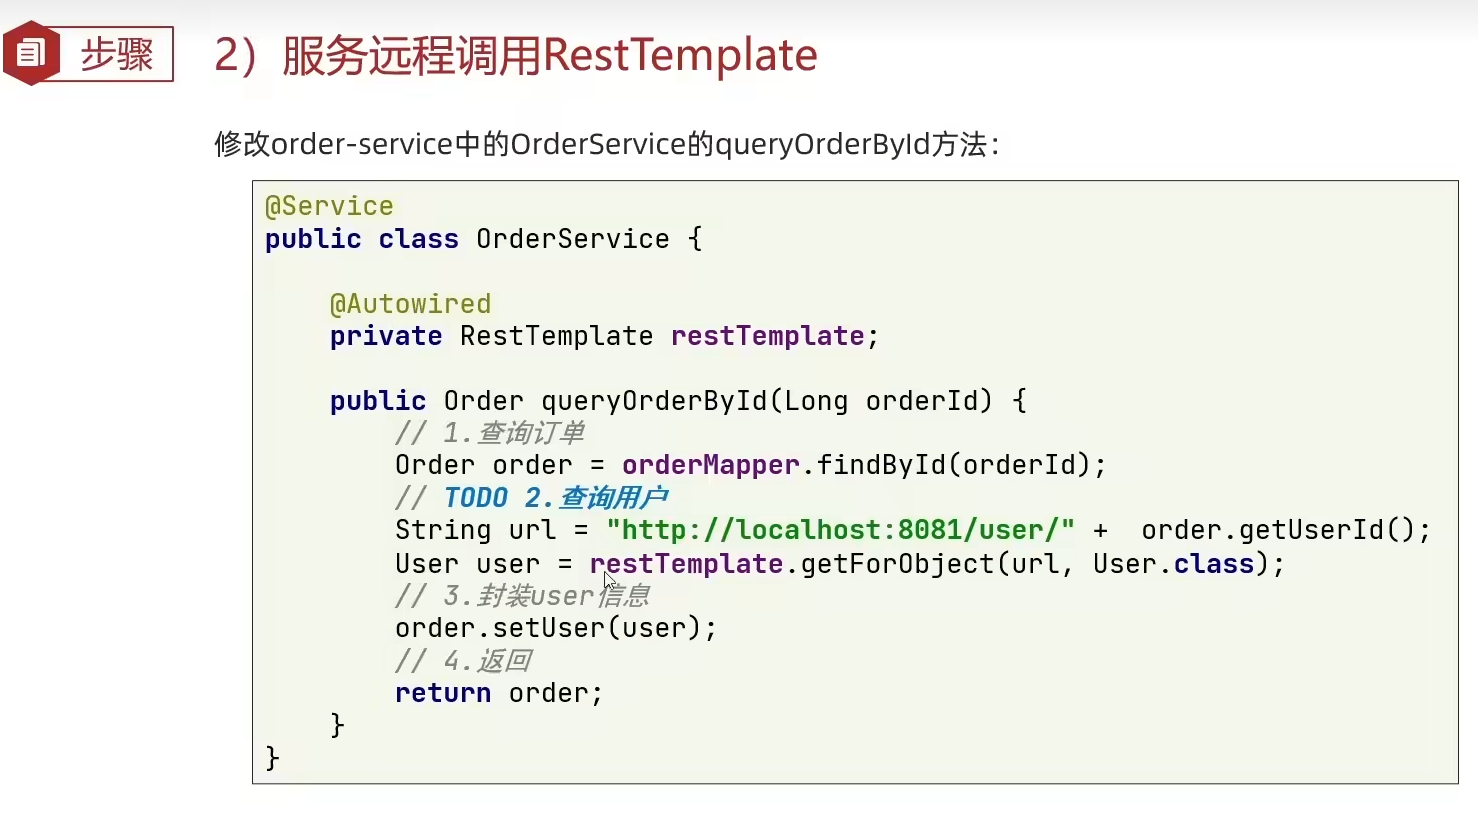 步骤
2）服务远程调用RestTemplate
修改order-service中的OrderService的queryOrderById方法：
@Service
public class OrderService {
@Autowired
private RestTemplate restTemplate;
public Order queryOrderById(Long orderId) {
// 1.查询订单
Order order = orderMapper.findById(orderId);
// TODO 2.查询用户
String url = "http://localhost:8081/user/" +  order.getUserId();
User user = restTemplate.getForObject(url, User.class);
// 3.封装user信息
order.setUser(user);
// 4.返回
return order;
}
}